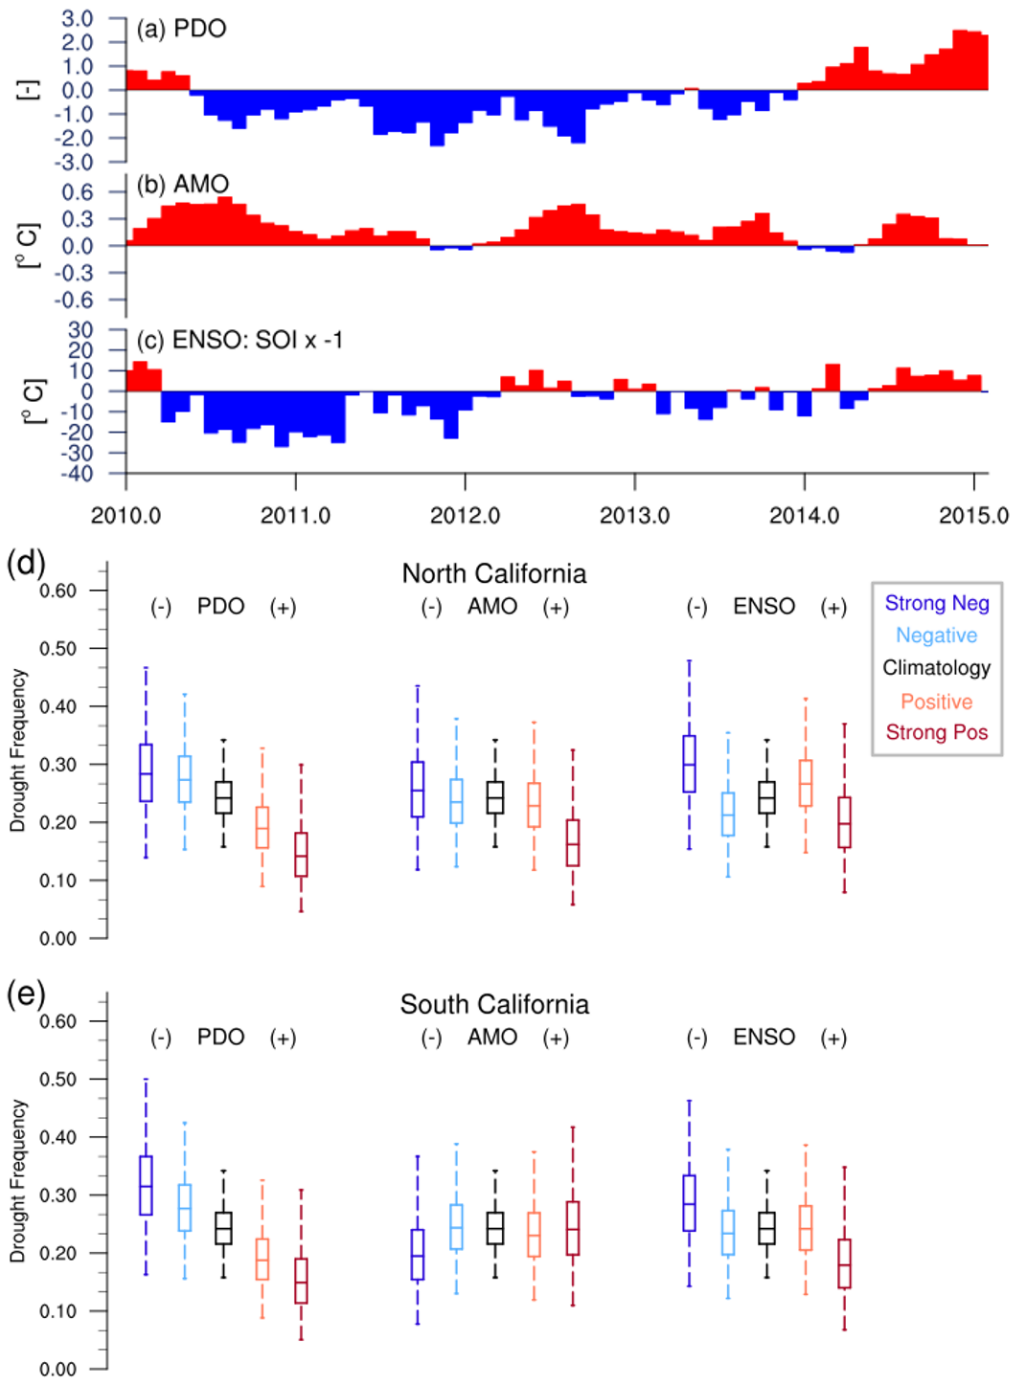 (a) PDO
3.0
2.0
1.0
0.0
-1.0
-2.0
-3.0
[-]
(b) AMO
0.6
0.3
0.0
-0.3
-0.6
[° C]
(c) ENSO: SOI x -1
30
20
10
0
-10
-20
-30
-40
[° C]
2010.0 2011.0 2012.0 2013.0 2014.0 2015.0
(d)
North California
(-) PDO (+) (-) AMO (+) (-) ENSO (+)
Strong Neg
Negative
Climatology
Positive
Strong Pos
0.60
0.50
0.40
0.30
0.20
0.10
0.00
Drought Frequency
(e)
South California
(-) PDO (+) (-) AMO (+) (-) ENSO (+)
0.60
0.50
0.40
0.30
0.20
0.10
0.00
Drought Frequency